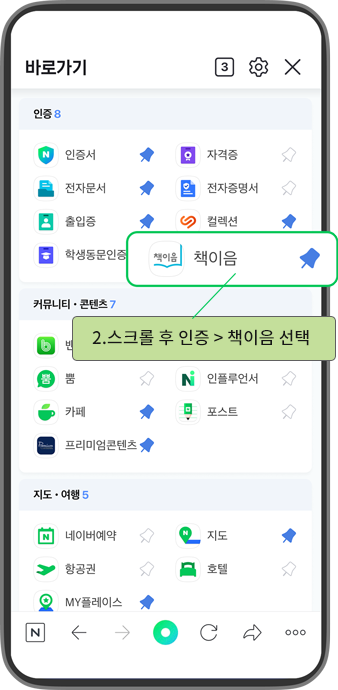 바로가기 3
인증 8
인증서 자격증
전자문서 전자증명서
출입증 컬렉션
학생동문인증
책이음 책이음
커뮤니티 · 콘텐츠 7
2.스크롤 후 인증 > 책이음 선택
뿜 인플루언서
카페 포스트
프리미엄콘텐츠
지도 · 여행 5
네이버예약 지도
항공권 호텔
MY플레이스
N